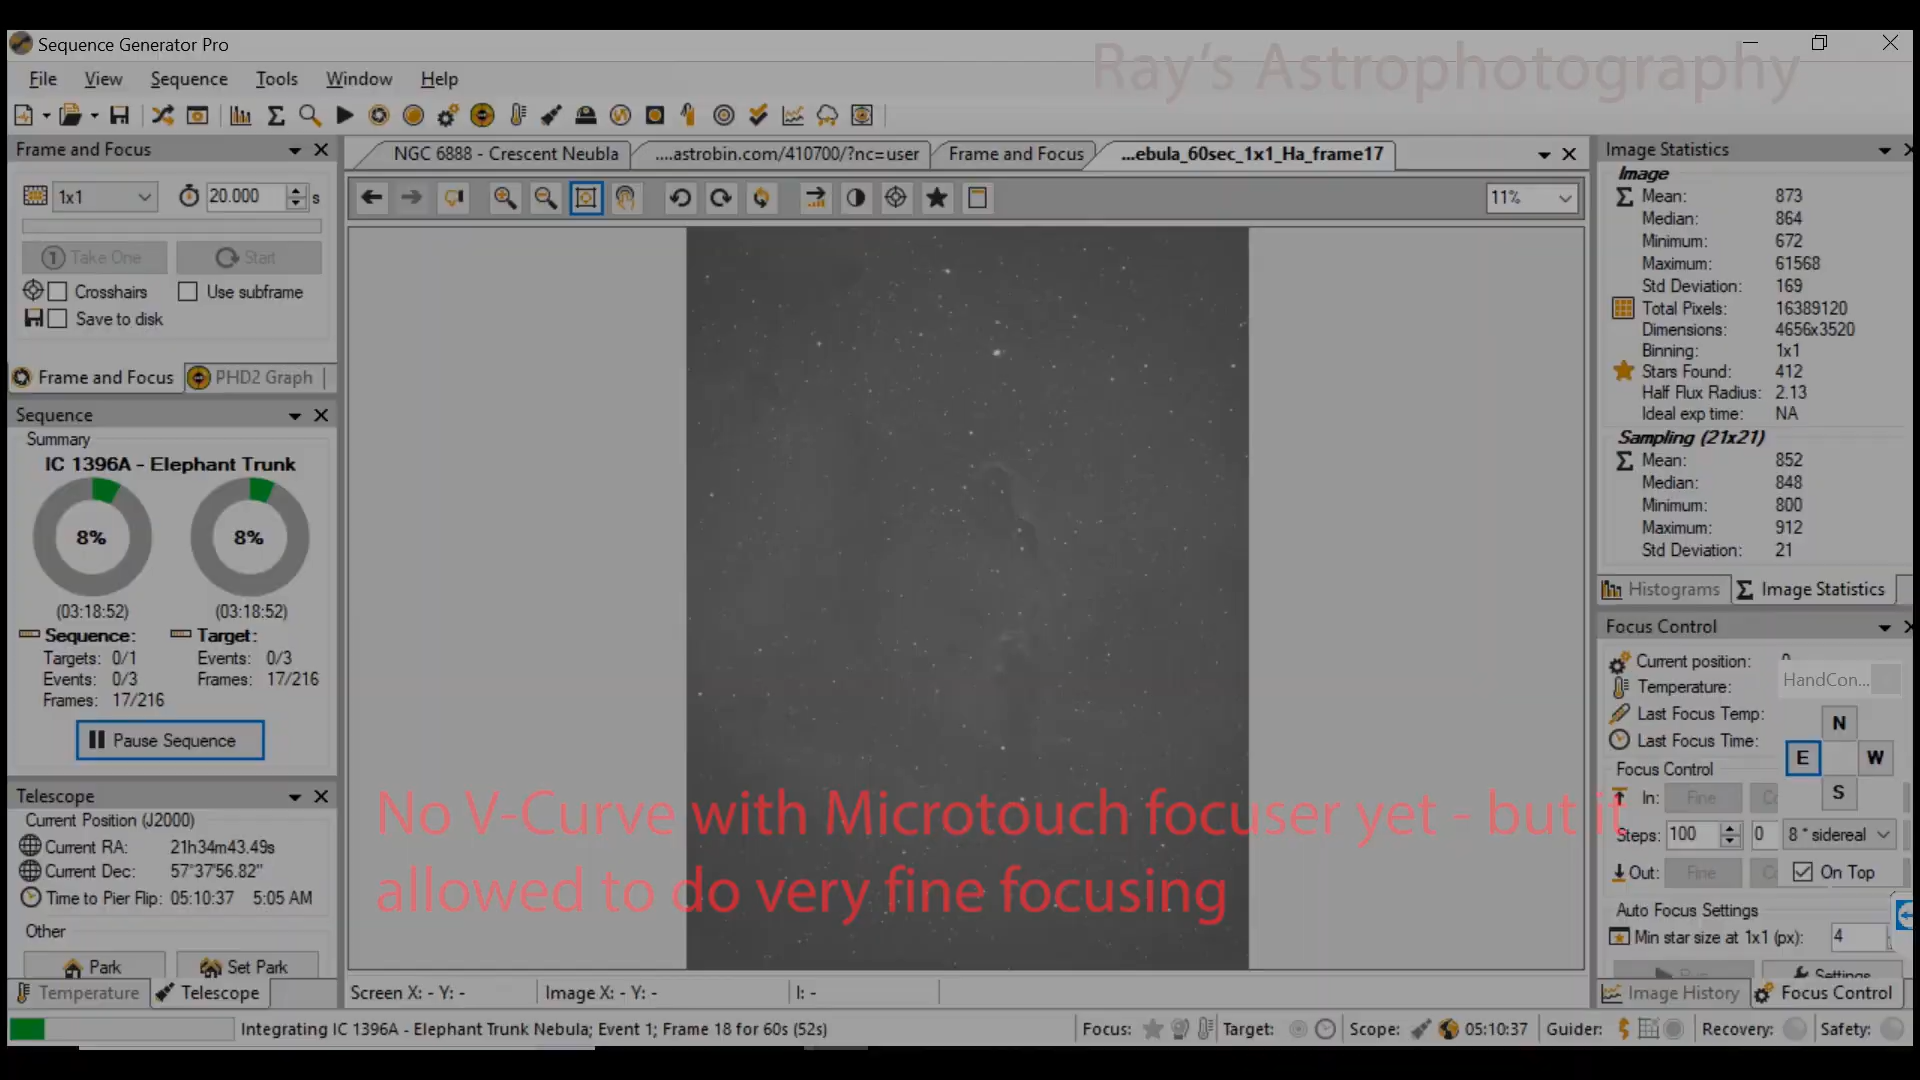 Sequence Generator Pro
Ray's Astrophotography
File View Sequence Tools Window Help
Frame and Focus
1x1 20.000 s
Take One Start
Crosshairs Use subframe
Save to disk
Frame and Focus PHD2 Graph
Sequence
Summary
IC 1396A - Elephant Trunk
8% 8%
(03:18:52) (03:18:52)
Sequence: Target:
Targets: 0/1 Events: 0/3
Events: 0/3 Frames: 17/216
Frames: 17/216
Pause Sequence
Telescope
Current Position (J2000)
Current RA: 21h34m43.49s
Current Dec: 57°37'56.82"
Time to Pier Flip: 05:10:37 5:05 AM
Other
Park Set Park
Temperature Telescope
NGC 6888 - Crescent Neubla ....astrobin.com/410700/?nc=user Frame and Focus ...ebula_60sec_1x1_Ha_frame17
11%
No V-Curve with Microtouch focuser yet - but it
allowed to do very fine focusing
Screen X: - Y: - Image X: - Y: - I: -
Image Statistics
Image
Mean: 873
Median: 864
Minimum: 672
Maximum: 61568
Std Deviation: 169
Total Pixels: 16389120
Dimensions: 4656x3520
Binning: 1x1
Stars Found: 412
Half Flux Radius: 2.13
Ideal exp time: NA
Sampling (21x21)
Mean: 852
Median: 848
Minimum: 800
Maximum: 912
Std Deviation: 21
Histograms Image Statistics
Focus Control
Current position:
Temperature:
Last Focus Temp:
Last Focus Time:
HandCon...
N
E W
S
Focus Control
In: Fine
Steps: 100 0 8 * sidereal
Out: Fine On Top
Auto Focus Settings
Min star size at 1x1 (px): 4
Settings
Image History Focus Control
Integrating IC 1396A - Elephant Trunk Nebula; Event 1; Frame 18 for 60s (52s) Focus: Target: Scope: 05:10:37 Guider: Recovery: Safety: